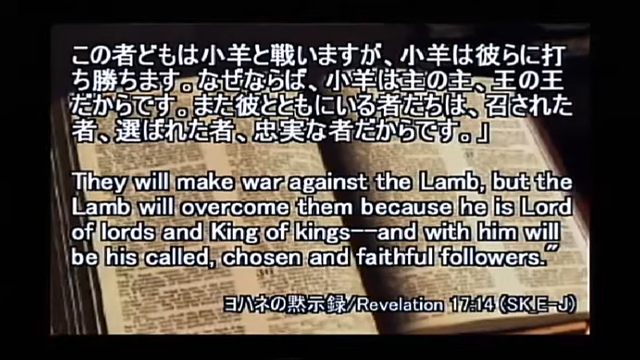 この者どもは小羊と戦いますが、小羊は彼らに打
ち勝ちます。なぜならば、小羊は主の主、王の王
だからです。また彼とともにいる者たちは、召された
者、選ばれた者、忠実な者だからです。」
They will make war against the Lamb, but the
Lamb will overcome them because he is Lord
of lords and King of kings--and with him will
be his called, chosen and faithful followers."
ヨハネの黙示録/Revelation 17:14 (SK_E-J)